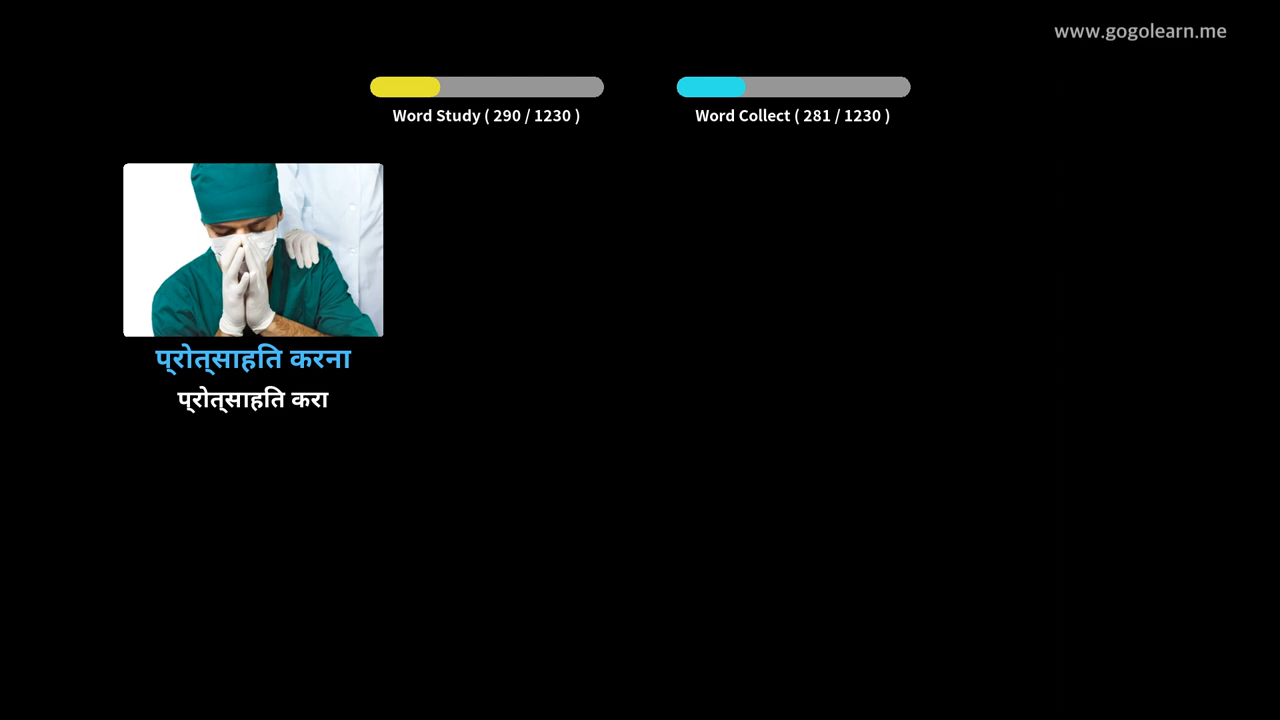 www.gogolearn.me
Word Study ( 290 / 1230 )
Word Collect ( 281 / 1230 )
प्रोत्साहति करना
प्रोत्साहति करा